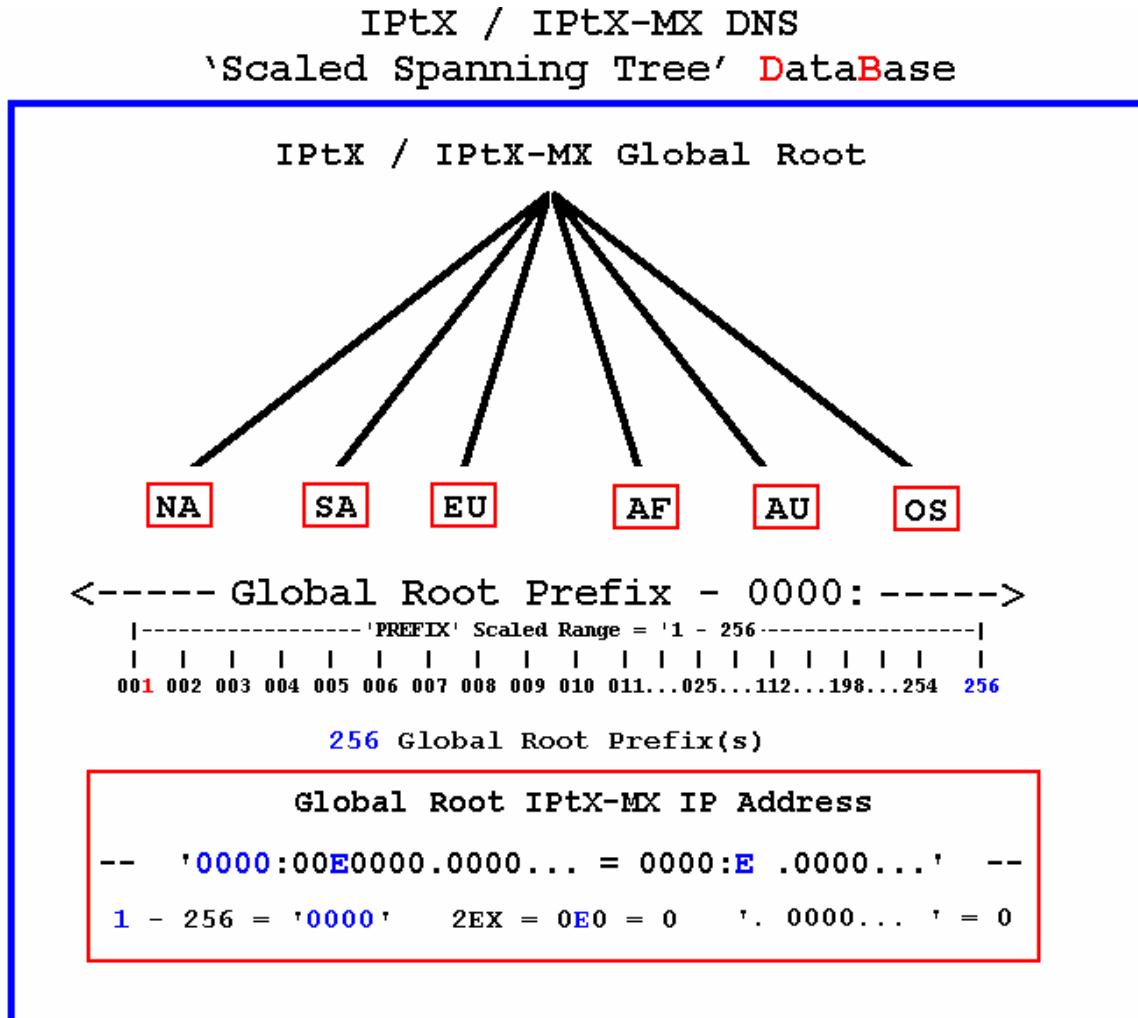 IPtX / IPtX-MX DNS
‘Scaled Spanning Tree’ DataBase
IPtX / IPtX-MX Global Root
NA SA EU AF AU OS
<----- Global Root Prefix - 0000: ----->
|------------------'PREFIX' Scaled Range = '1 - 256------------------|
| | | | | | | | | | | | | | | | | | |
001 002 003 004 005 006 007 008 009 010 011...025...112...198...254 256
256 Global Root Prefix(s)
Global Root IPtX-MX IP Address
-- '0000:00E0000.0000... = 0000:E .0000...' --
1 - 256 = '0000' 2EX = 0E0 = 0 '. 0000... ' = 0